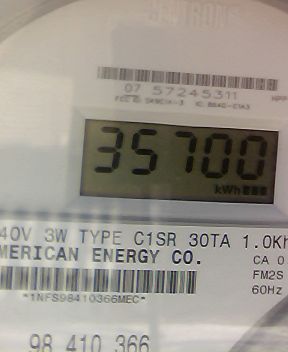 CENTRON
07 57245311
35700
kWh
40V 3W TYPE C1SR 30TA 1.0Kh
MERICAN ENERGY CO.
CA 0
FM2S
60Hz
*1NFS98410366MEC*
98 410 366